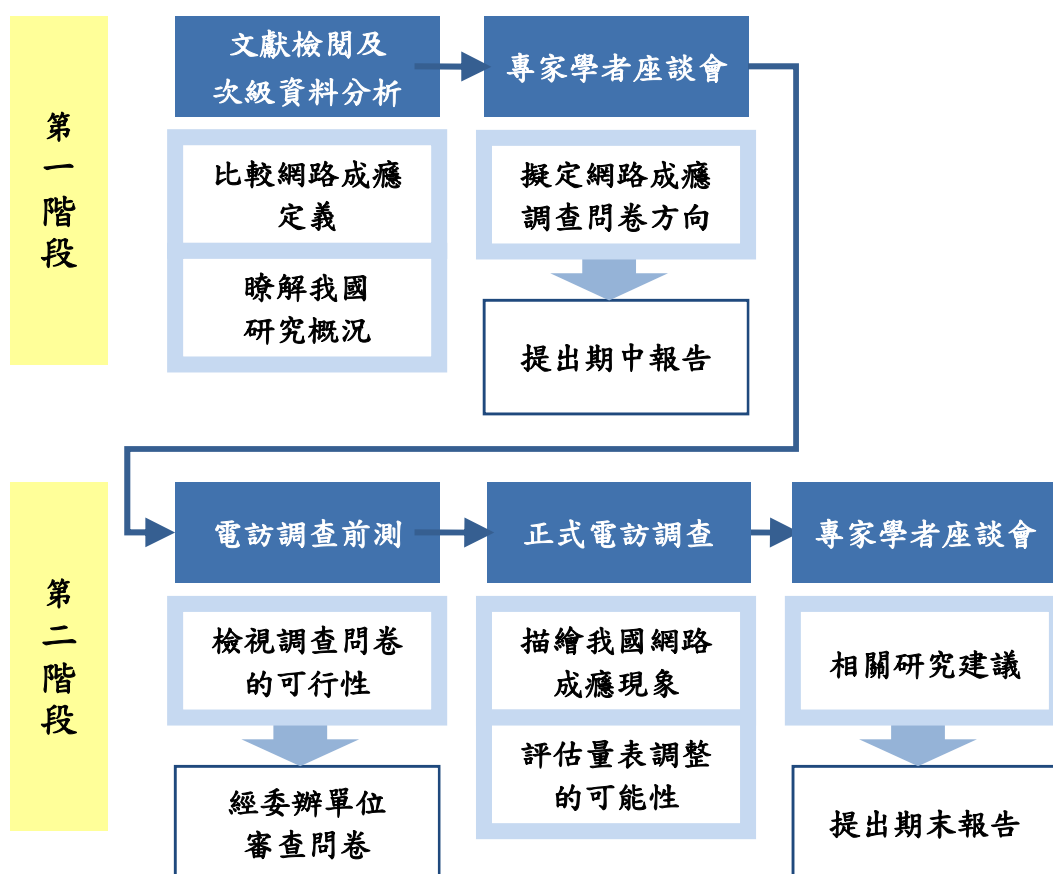 第一階段
文獻檢閱及
次級資料分析
專家學者座談會
比較網路成癮
定義
瞭解我國
研究概況
擬定網路成癮
調查問卷方向
提出期中報告
第二階段
電訪調查前測
正式電訪調查
專家學者座談會
檢視調查問卷
的可行性
經委辦單位
審查問卷
描繪我國網路
成癮現象
評估量表調整
的可能性
相關研究建議
提出期末報告